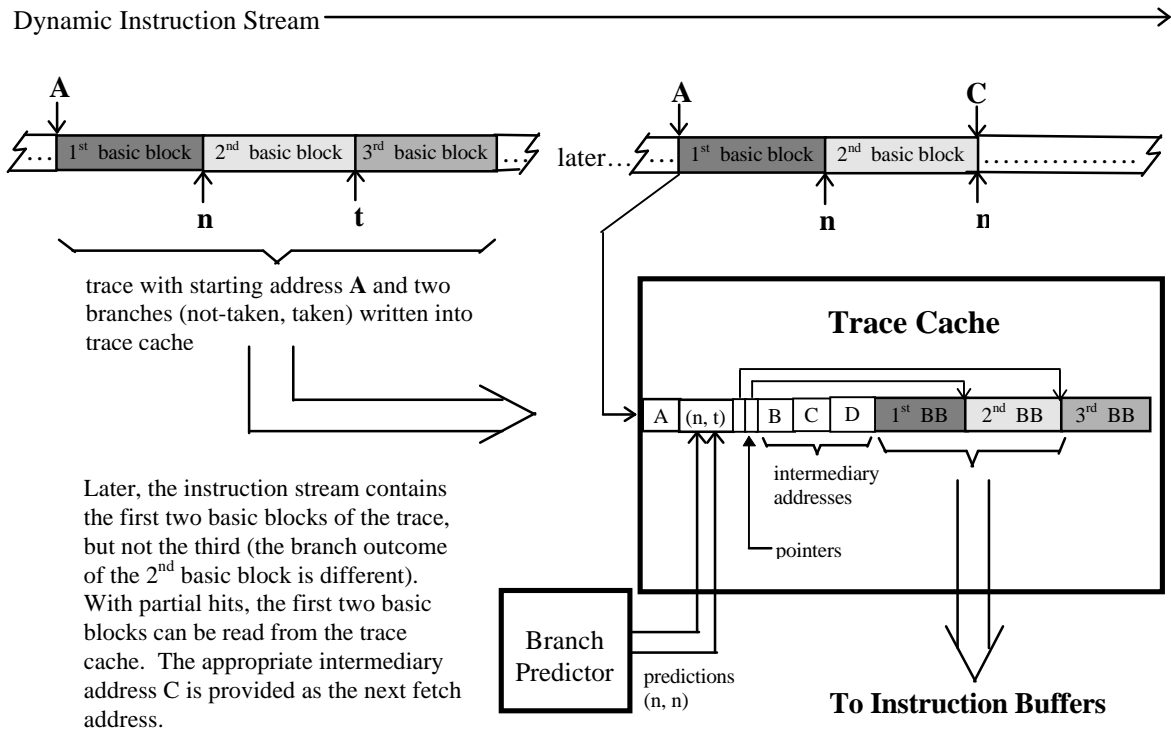 Dynamic Instruction Stream
A
1st basic block
2nd basic block
3rd basic block
n
t
later…
A
C
1st basic block
2nd basic block
n
n
trace with starting address A and two
branches (not-taken, taken) written into
trace cache
Trace Cache
A
(n, t)
B
C
D
1st BB
2nd BB
3rd BB
intermediary
addresses
pointers
Later, the instruction stream contains
the first two basic blocks of the trace,
but not the third (the branch outcome
of the 2nd basic block is different).
With partial hits, the first two basic
blocks can be read from the trace
cache. The appropriate intermediary
address C is provided as the next fetch
address.
Branch
Predictor
predictions
(n, n)
To Instruction Buffers